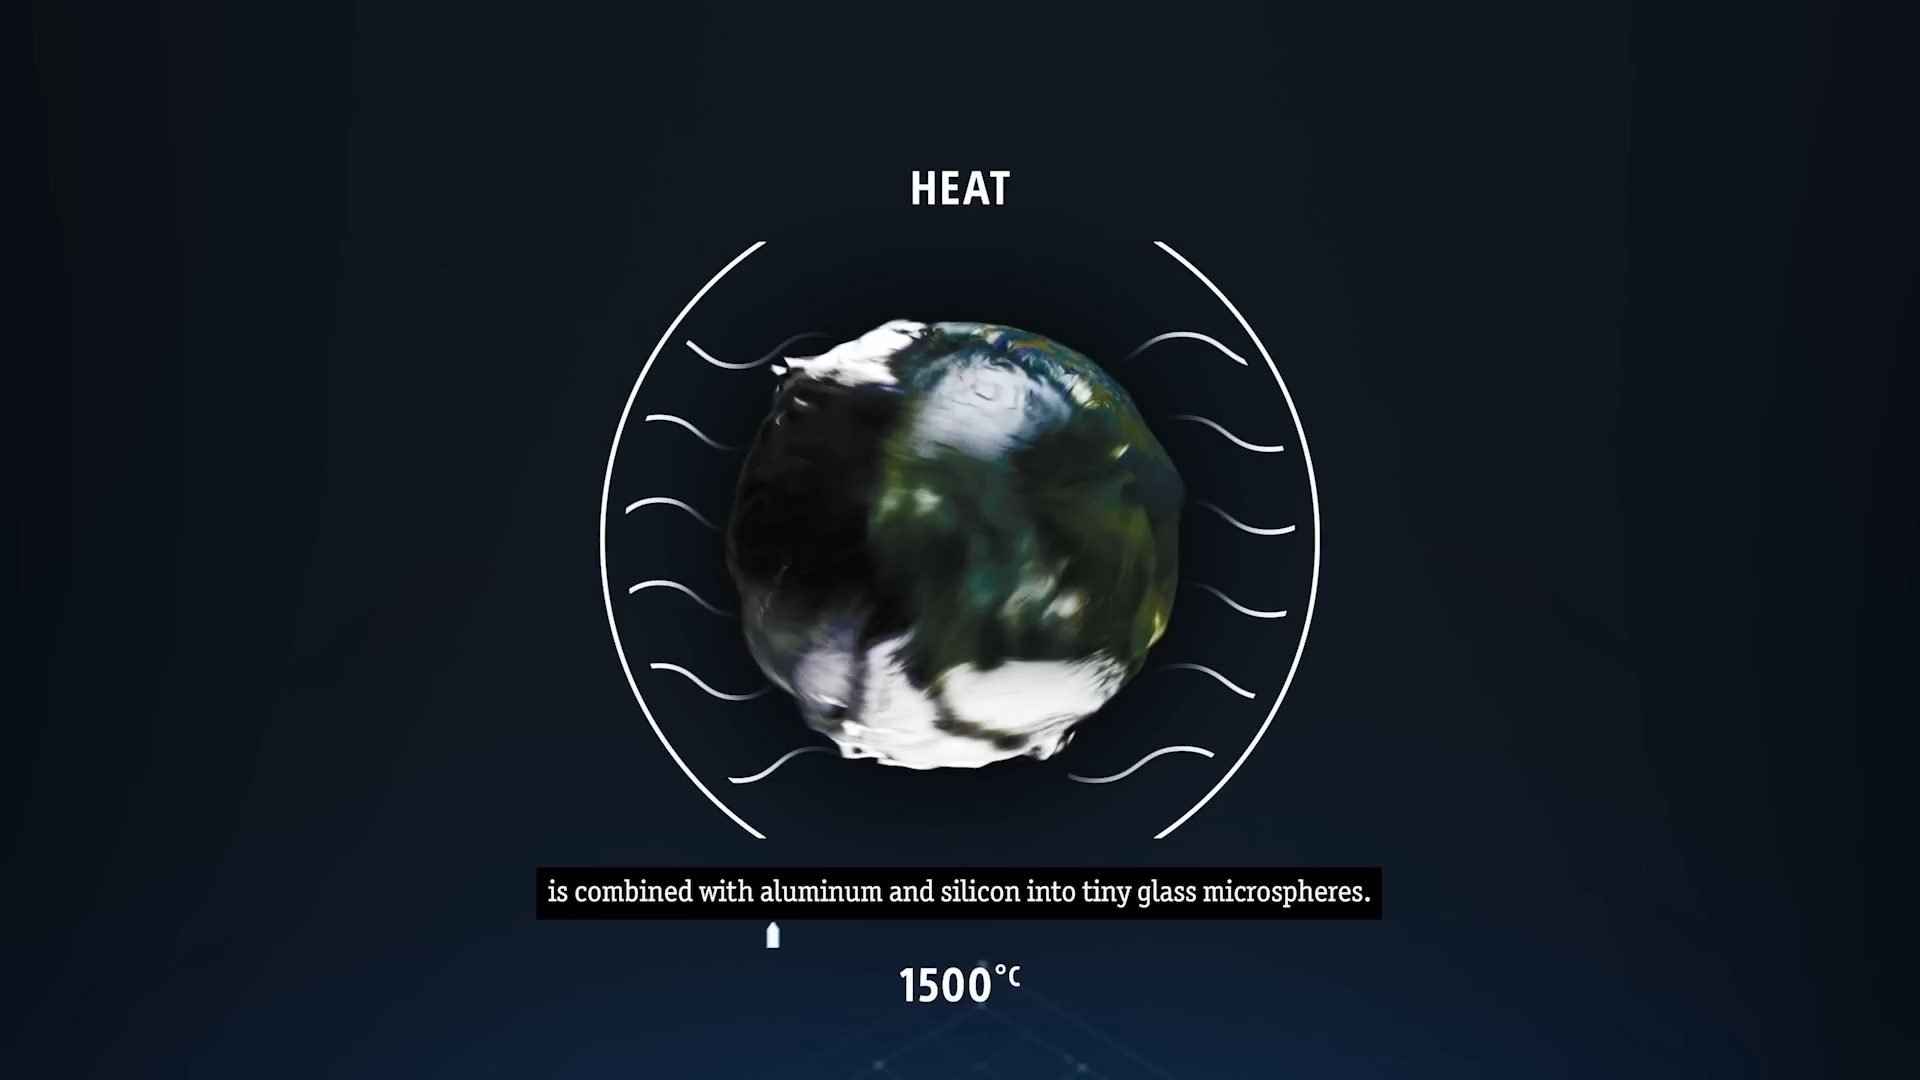 HEAT
is combined with aluminum and silicon into tiny glass microspheres.
1500°C